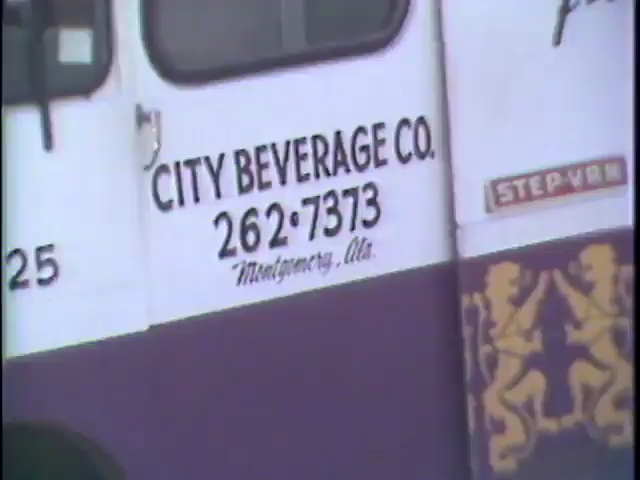 CITY BEVERAGE CO.
262·7373
Montgomery, Ala.
25
STEP-VAN